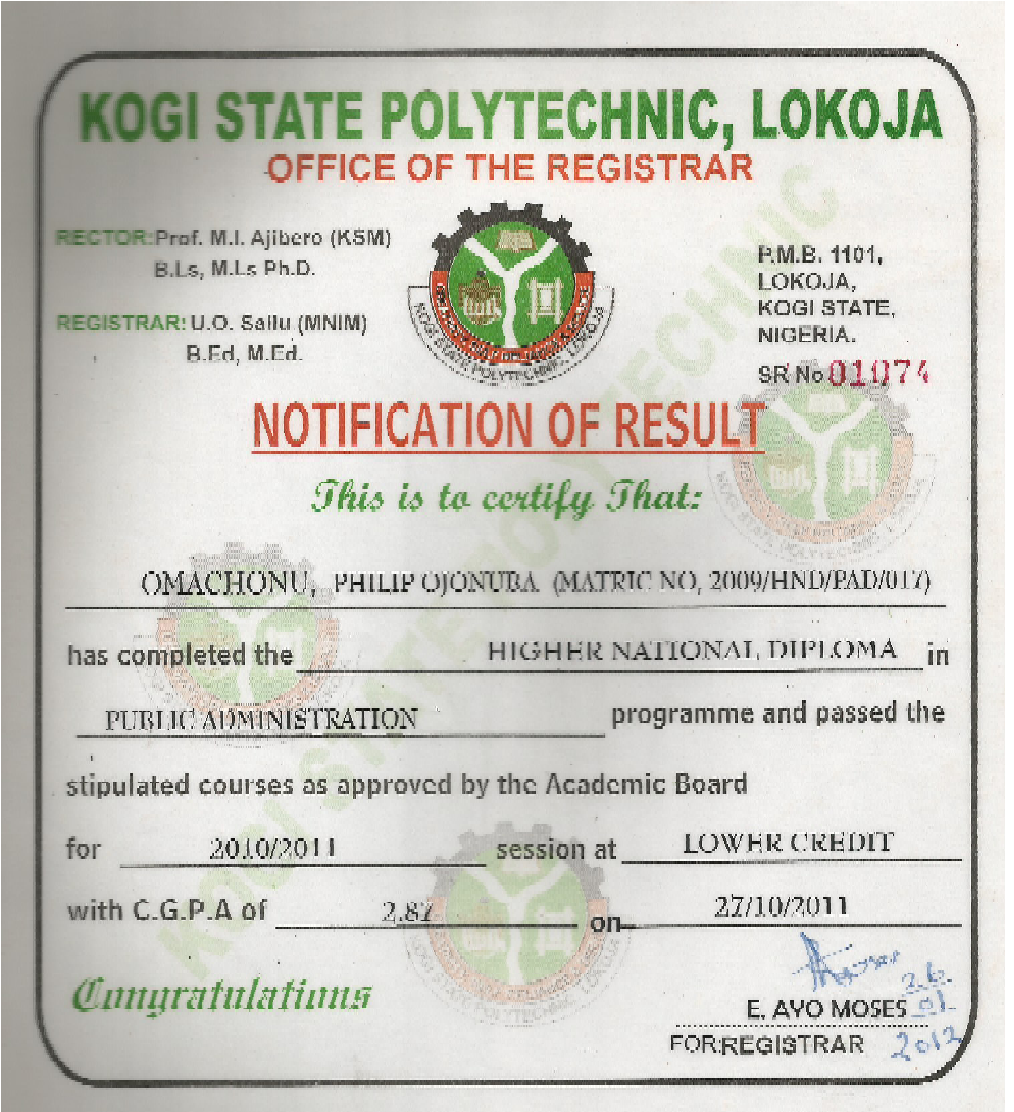 KOGI STATE POLYTECHNIC, LOKOJA
OFFICE OF THE REGISTRAR
RECTOR: Prof. M.I. Ajibero (KSM)
B.Ls, M.Ls Ph.D.
REGISTRAR: U.O. Sallu (MNIM)
B.Ed, M.Ed.
P.M.B. 1101,
LOKOJA,
KOGI STATE,
NIGERIA.
SR No 01074
KOGI STATE POLYTECHNIC, LOKOJA
NOTIFICATION OF RESULT
This is to certify That:
OMACHONU, PHILIP OJONUBA (MATRIC NO, 2009/HND/PAD/017)
has completed the HIGHER NATIONAL DIPLOMA in
PUBLIC ADMINISTRATION programme and passed the
stipulated courses as approved by the Academic Board
for 2010/2011 session at LOWER CREDIT
with C.G.P.A of 2.87 on 27/10/2011
Congratulations
26
01
2012
E. AYO MOSES
FOR:REGISTRAR
KOGI STATE POLYTECHNIC